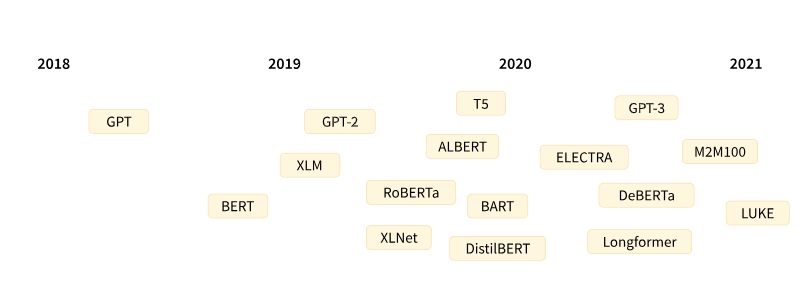 2018
2019
2020
2021
T5
GPT-3
GPT
GPT-2
ALBERT
M2M100
ELECTRA
XLM
RoBERTa
DeBERTa
BERT
BART
LUKE
XLNet
Longformer
DistilBERT